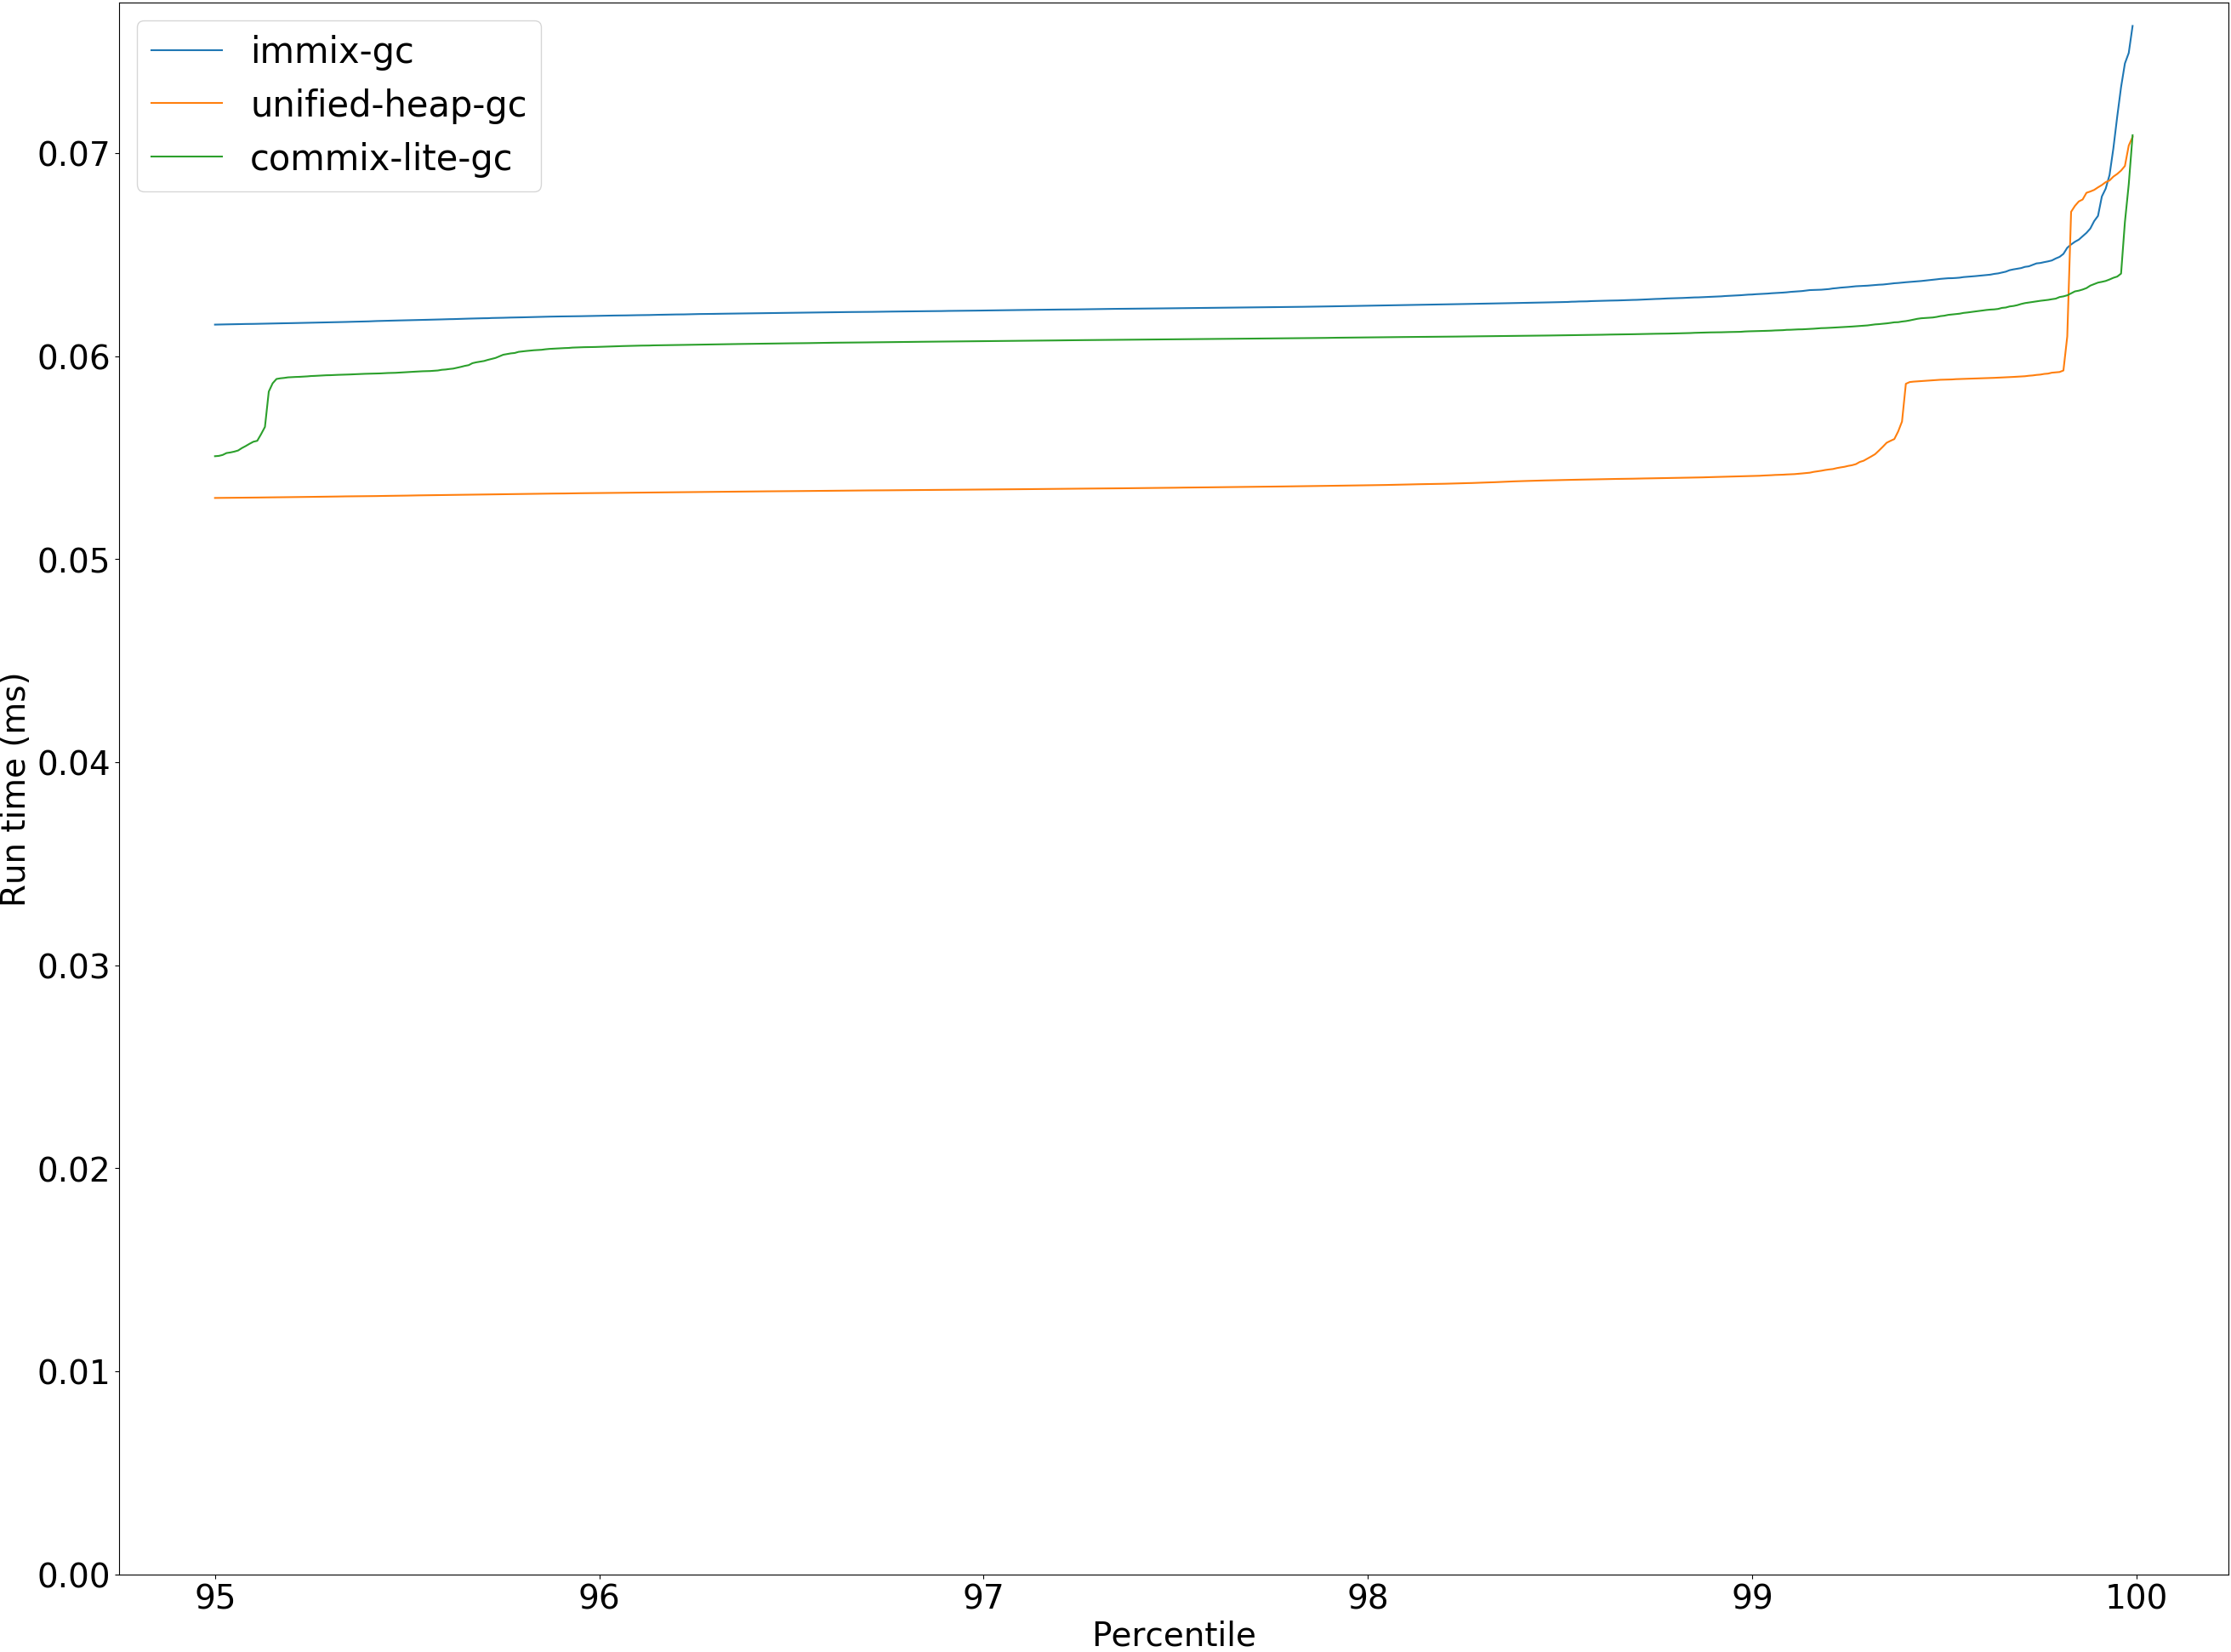 immix-gc
unified-heap-gc
commix-lite-gc
0.07
0.06
0.05
0.04
0.03
0.02
0.01
0.00
Run time (ms)
95 96 97 98 99 100
Percentile